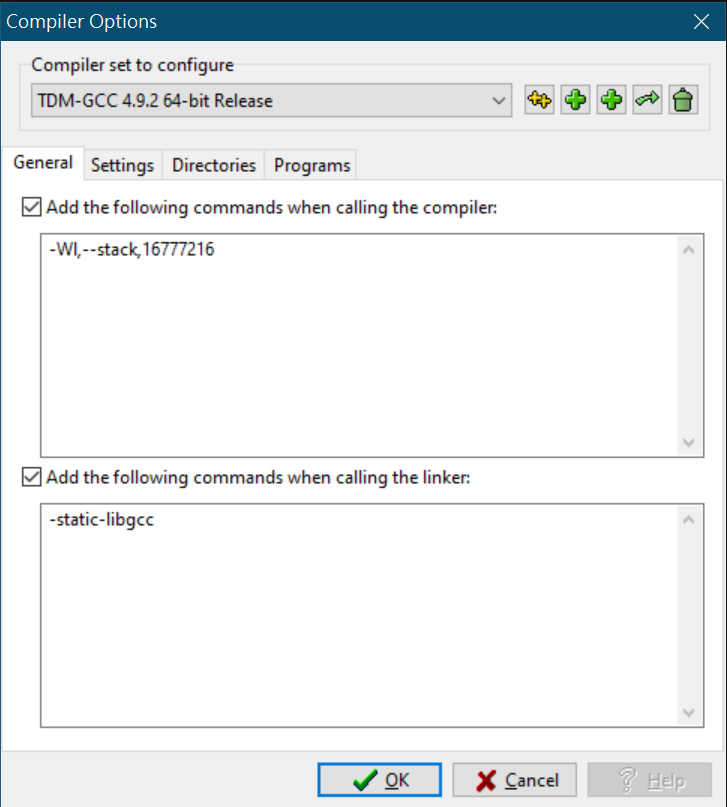 Compiler Options
Compiler set to configure
TDM-GCC 4.9.2 64-bit Release
General Settings Directories Programs
Add the following commands when calling the compiler:
-Wl,--stack,16777216
Add the following commands when calling the linker:
-static-libgcc
OK Cancel Help